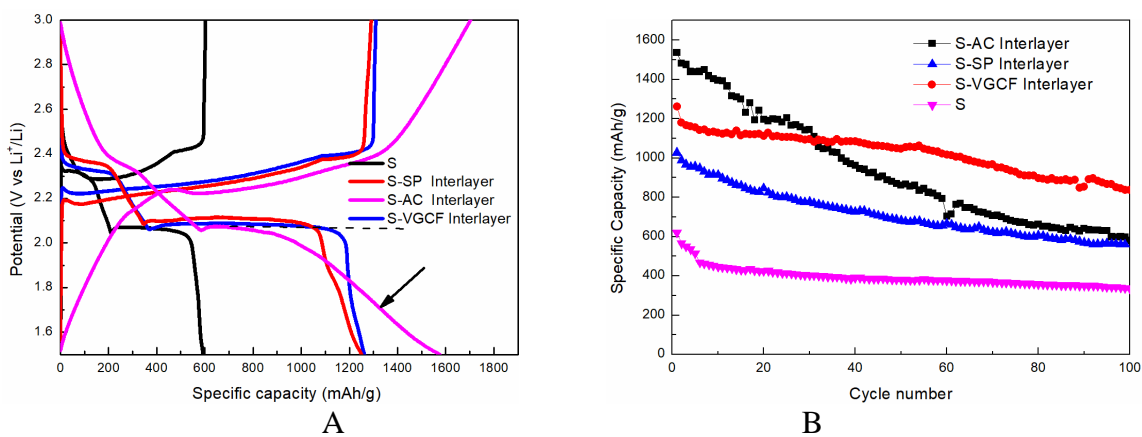 3.0
2.8
2.6
2.4
2.2
2.0
1.8
1.6
Potential (V vs Li⁺/Li)
S
S-SP Interlayer
S-AC Interlayer
S-VGCF Interlayer
0 200 400 600 800 1000 1200 1400 1600 1800
Specific capacity (mAh/g)
A
1600
1400
1200
1000
800
600
400
200
0
Specific Capacity (mAh/g)
S-AC Interlayer
S-SP Interlayer
S-VGCF Interlayer
S
0 20 40 60 80 100
Cycle number
B